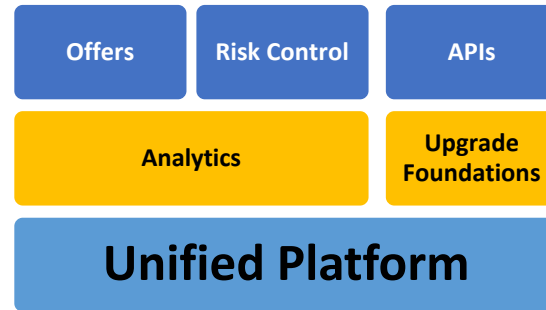 Offers
Risk Control
APIs
Analytics
Upgrade
Foundations
Unified Platform